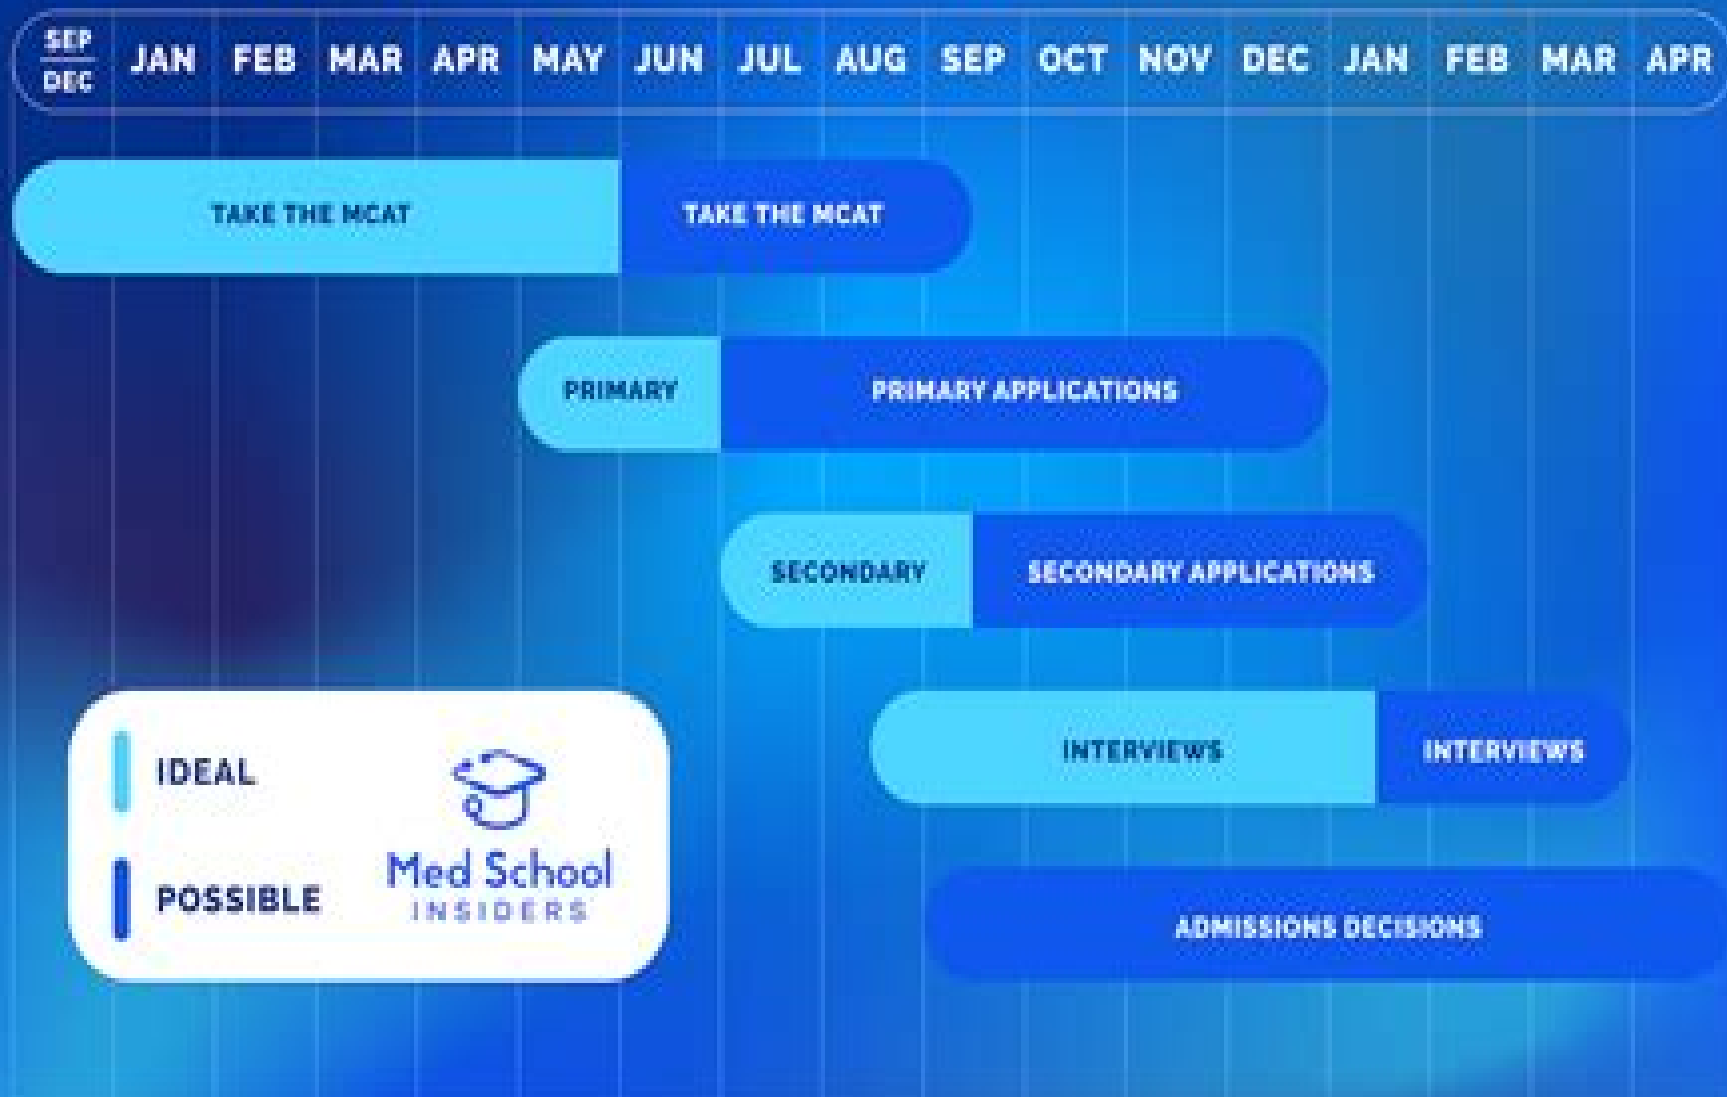 SEP
DEC
JAN FEB MAR APR MAY JUN JUL AUG SEP OCT NOV DEC JAN FEB MAR APR
TAKE THE MCAT TAKE THE MCAT
PRIMARY PRIMARY APPLICATIONS
SECONDARY SECONDARY APPLICATIONS
INTERVIEWS INTERVIEWS
IDEAL
Med School
INSIDERS
POSSIBLE
ADMISSIONS DECISIONS